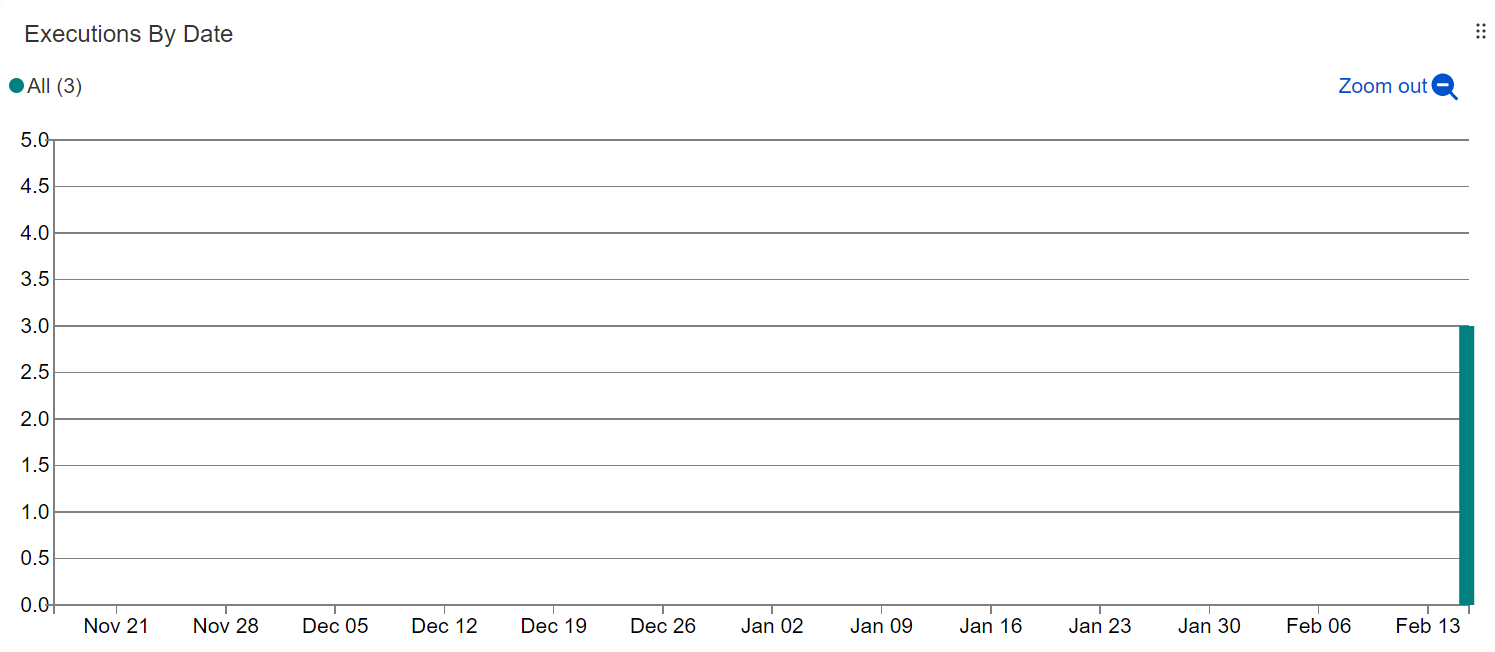 Executions By Date
All (3)
Zoom out
5.0
4.5
4.0
3.5
3.0
2.5
2.0
1.5
1.0
0.5
0.0
Nov 21 Nov 28 Dec 05 Dec 12 Dec 19 Dec 26 Jan 02 Jan 09 Jan 16 Jan 23 Jan 30 Feb 06 Feb 13